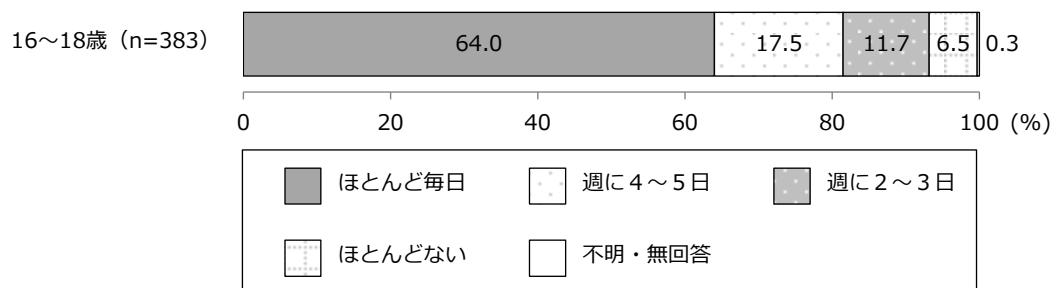 16～18歳（n=383） 64.0 17.5 11.7 6.5 0.3
0 20 40 60 80 100 (%)
ほとんど毎日 週に４～５日 週に２～３日
ほとんどない 不明・無回答